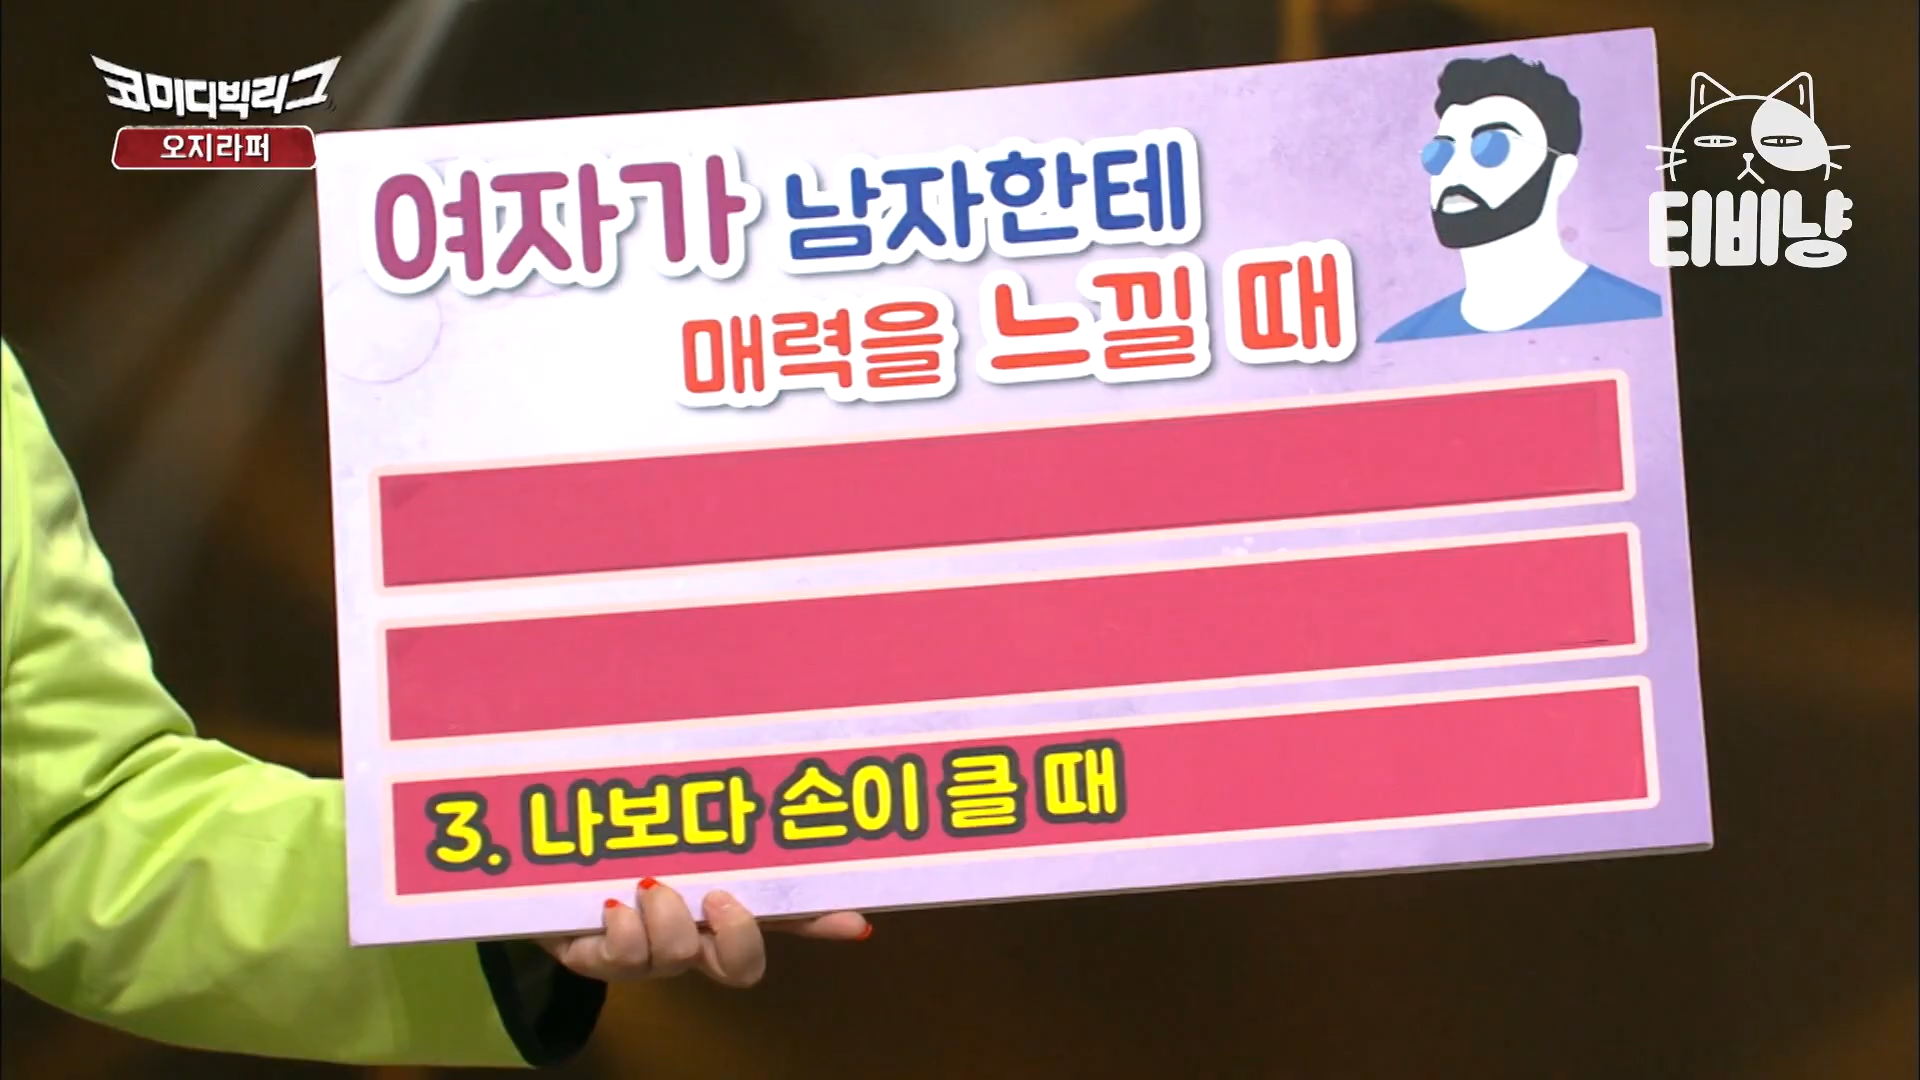 코미디빅리그
오지라퍼
티비냥
여자가 남자한테
매력을 느낄 때
3. 나보다 손이 클 때